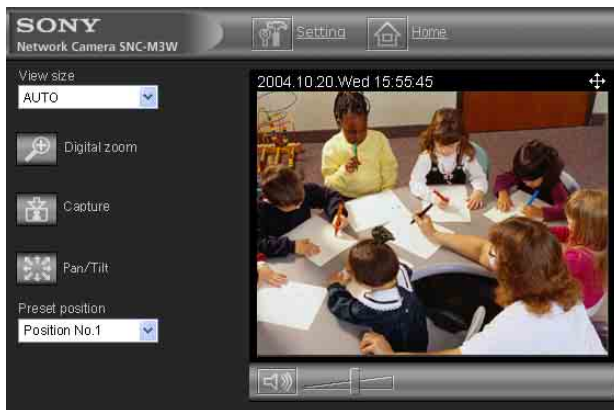 SONY
Network Camera SNC-M3W
Setting
Home
View size
AUTO
Digital zoom
Capture
Pan/Tilt
Preset position
Position No.1
2004.10.20.Wed 15:55:45